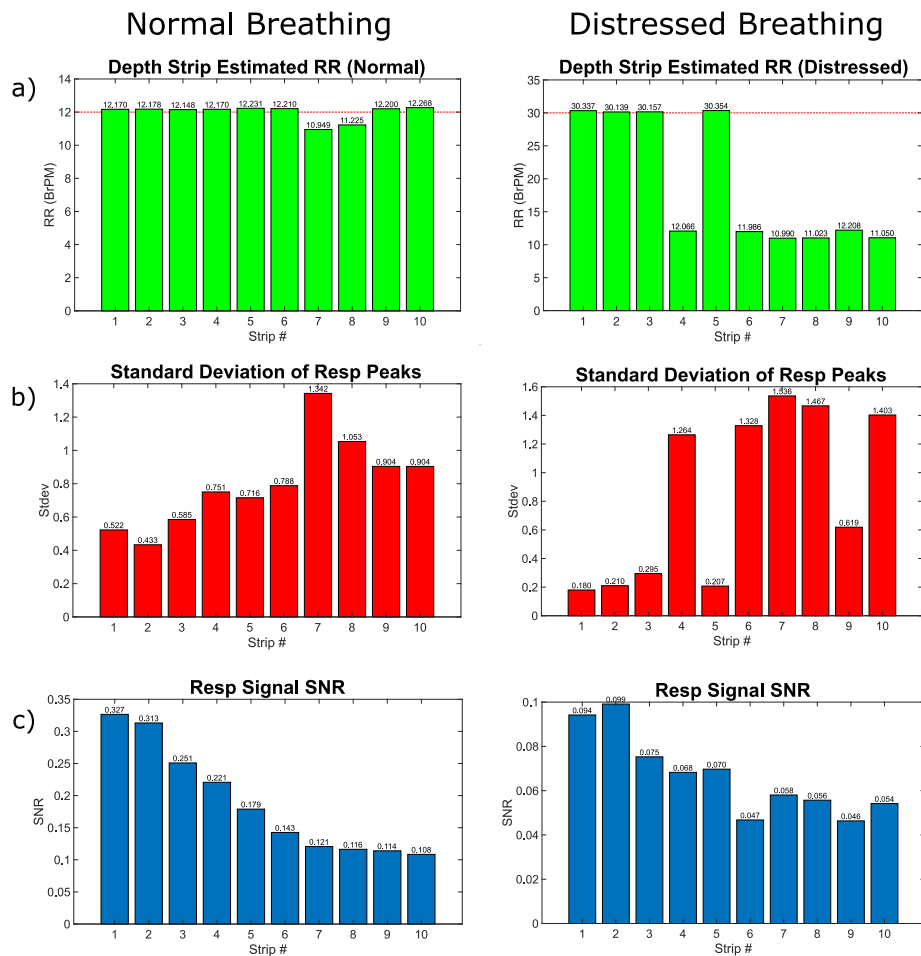 Normal Breathing
Distressed Breathing
a)
Depth Strip Estimated RR (Normal)
14
12
10
8
6
4
2
0
RR (BrPM)
12.170 12.178 12.148 12.170 12.231 12.210 10.949 11.225 12.200 12.268
1 2 3 4 5 6 7 8 9 10
Strip #
Depth Strip Estimated RR (Distressed)
35
30
25
20
15
10
5
0
RR (BrPM)
30.337 30.139 30.157 12.066 30.354 11.986 10.990 11.023 12.208 11.050
1 2 3 4 5 6 7 8 9 10
Strip #
b)
Standard Deviation of Resp Peaks
1.4
1.2
1
0.8
0.6
0.4
0.2
0
Stdev
0.522 0.433 0.585 0.751 0.716 0.788 1.342 1.053 0.904 0.904
1 2 3 4 5 6 7 8 9 10
Strip #
Standard Deviation of Resp Peaks
1.6
1.4
1.2
1
0.8
0.6
0.4
0.2
0
Stdev
0.180 0.210 0.295 1.264 0.207 1.328 1.536 1.467 0.619 1.403
1 2 3 4 5 6 7 8 9 10
Strip #
c)
Resp Signal SNR
0.35
0.3
0.25
0.2
0.15
0.1
0.05
0
SNR
0.327 0.313 0.251 0.221 0.179 0.143 0.121 0.116 0.114 0.108
1 2 3 4 5 6 7 8 9 10
Strip #
Resp Signal SNR
0.1
0.08
0.06
0.04
0.02
0
SNR
0.094 0.099 0.075 0.068 0.070 0.047 0.058 0.056 0.046 0.054
1 2 3 4 5 6 7 8 9 10
Strip #